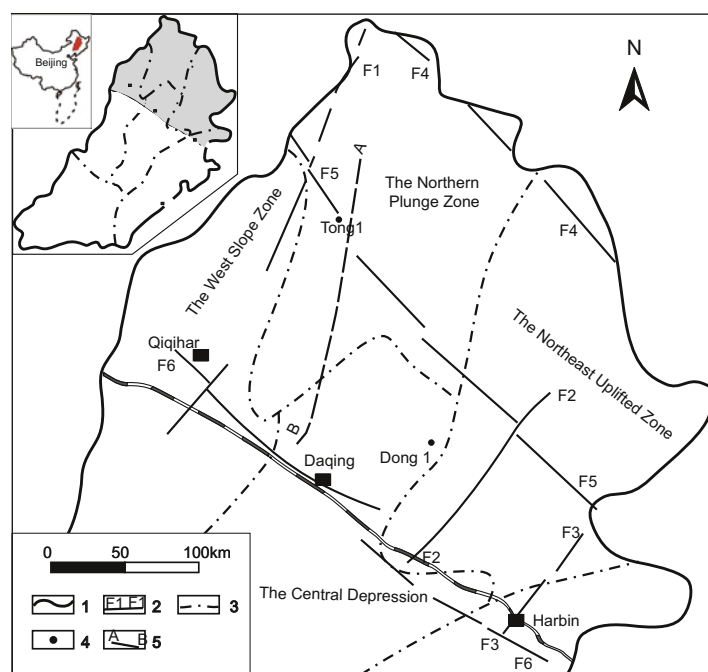 Beijing
N
F1
F4
F5
A
The Northern
Plunge Zone
Tong1
F4
The West Slope Zone
The Northeast Uplifted Zone
Qiqihar
F6
F2
B
Dong 1
Daqing
F5
F3
F2
0 50 100km
The Central Depression
F1 F1
1 2 3
Harbin
F3
A B
4 5
F6